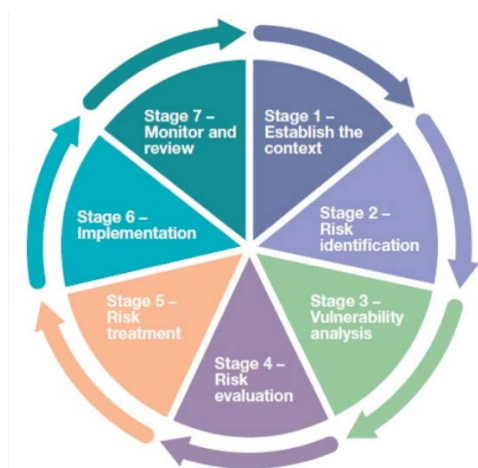 Stage 1 –
Establish the
context
Stage 2 –
Risk
identification
Stage 3 –
Vulnerability
analysis
Stage 4 –
Risk
evaluation
Stage 5 –
Risk
treatment
Stage 6 –
Implementation
Stage 7 –
Monitor and
review